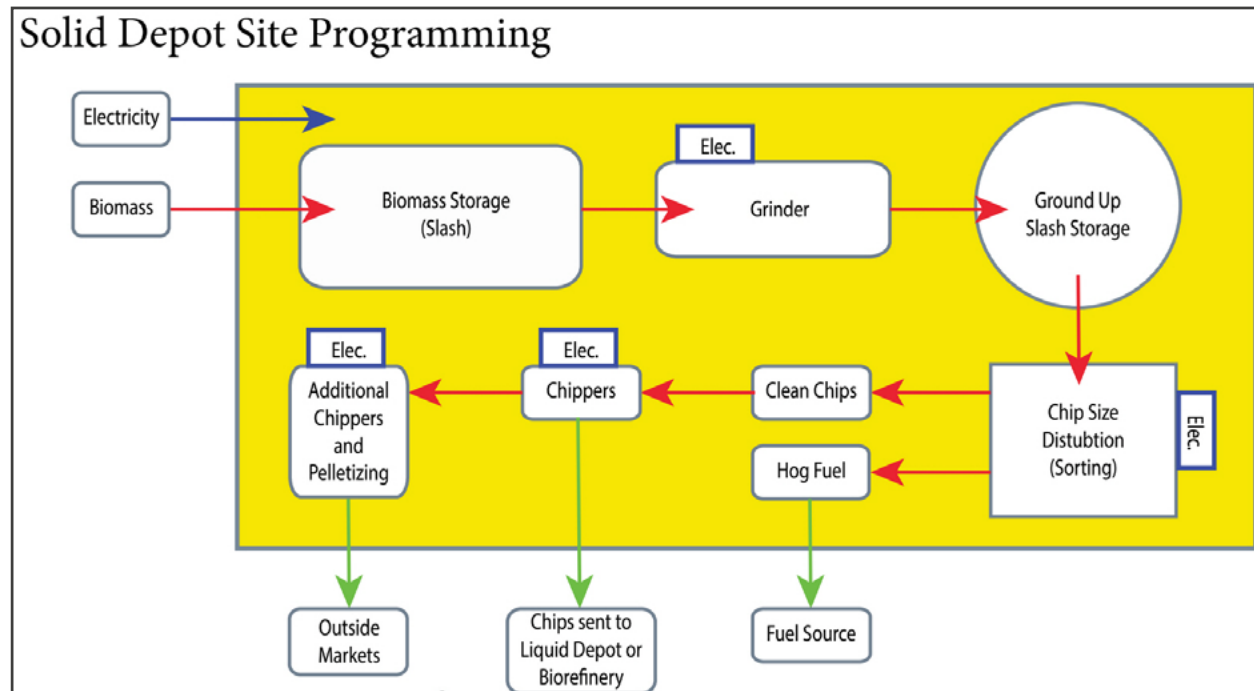 Solid Depot Site Programming
Electricity
Biomass
Biomass Storage
(Slash)
Elec.
Grinder
Ground Up
Slash Storage
Elec.
Additional
Chippers
and
Pelletizing
Elec.
Chippers
Clean Chips
Hog Fuel
Chip Size
Distubtion
(Sorting)
Elec.
Outside
Markets
Chips sent to
Liquid Depot or
Biorefinery
Fuel Source